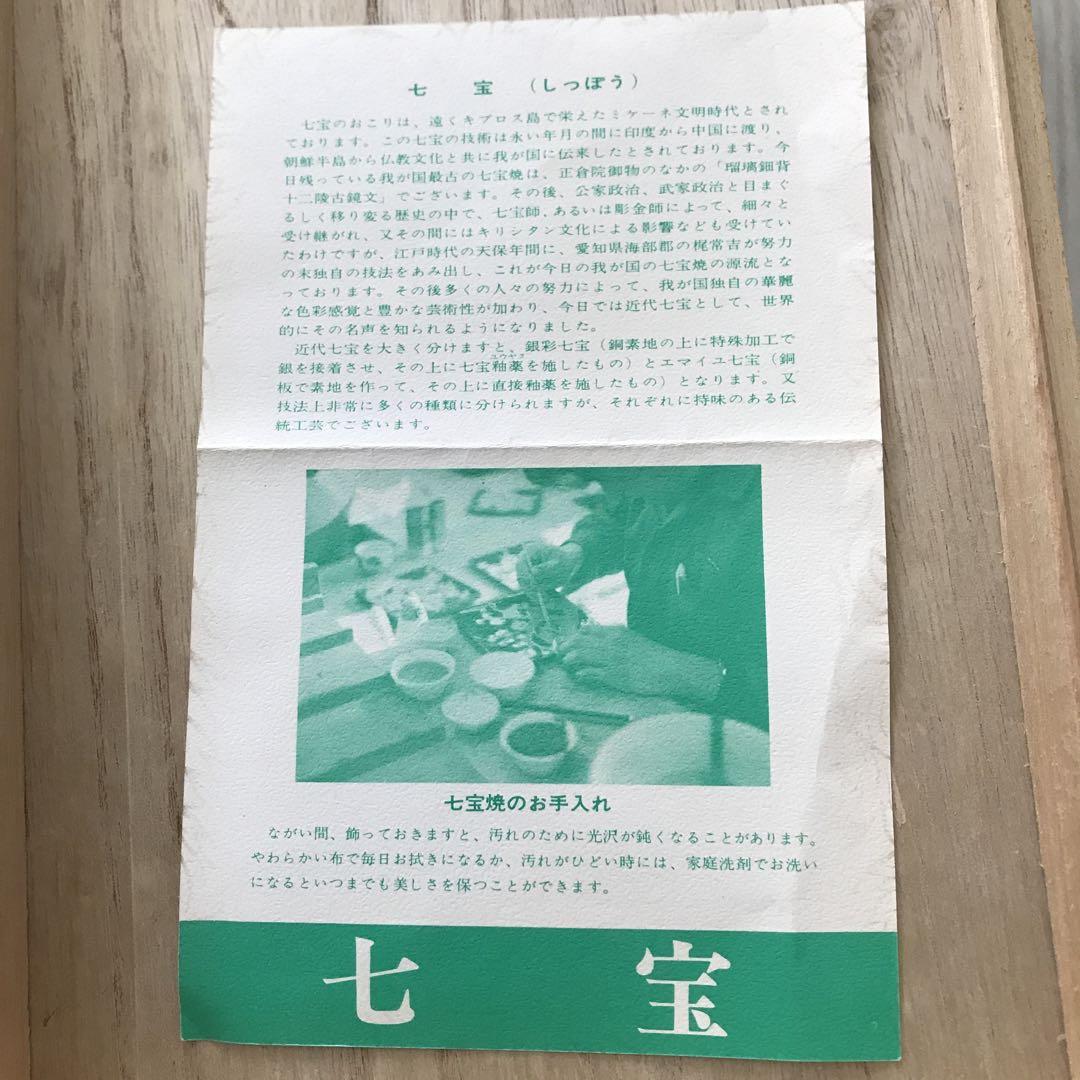 七宝(しっぽう)
七宝のおこりは、遠くキプロス島で栄えたミケーネ文明時代とされ
ております。この七宝の技術は永い年月の間に印度から中国に渡り、
朝鮮半島から仏教文化と共に我が国に伝来したとされております。今
日残っている我が国最古の七宝焼は、正倉院御物のなかの「瑠璃鈿背
十二陵古鏡文」でございます。その後、公家政治、武家政治と目まぐ
るしく移り変る歴史の中で、七宝師、あるいは彫金師によって、細々と
受け継がれ、又その間にはキリシタン文化による影響なども受けてい
たわけですが、江戸時代の天保年間に、愛知県海部郡の梶常吉が努力
の末独自の技法をあみ出し、これが今日の我が国の七宝焼の源流とな
っております。その後多くの人々の努力によって、我が国独自の華麗
な色彩感覚と豊かな芸術性が加わり、今日では近代七宝として、世界
的にその名声を知られるようになりました。
近代七宝を大きく分けますと、銀彩七宝(銅素地の上に特殊加工で
ユウヤク
銀を接着させ、その上に七宝釉薬を施したもの)とエマイユ七宝(銅
板で素地を作って、その上に直接釉薬を施したもの)となります。又
技法上非常に多くの種類に分けられますが、それぞれに持味のある伝
統工芸でございます。
七宝焼のお手入れ
ながい間、飾っておきますと、汚れのために光沢が鈍くなることがあります。
やわらかい布で毎日お拭きになるか、汚れがひどい時には、家庭洗剤でお洗い
になるといつまでも美しさを保つことができます。
七宝